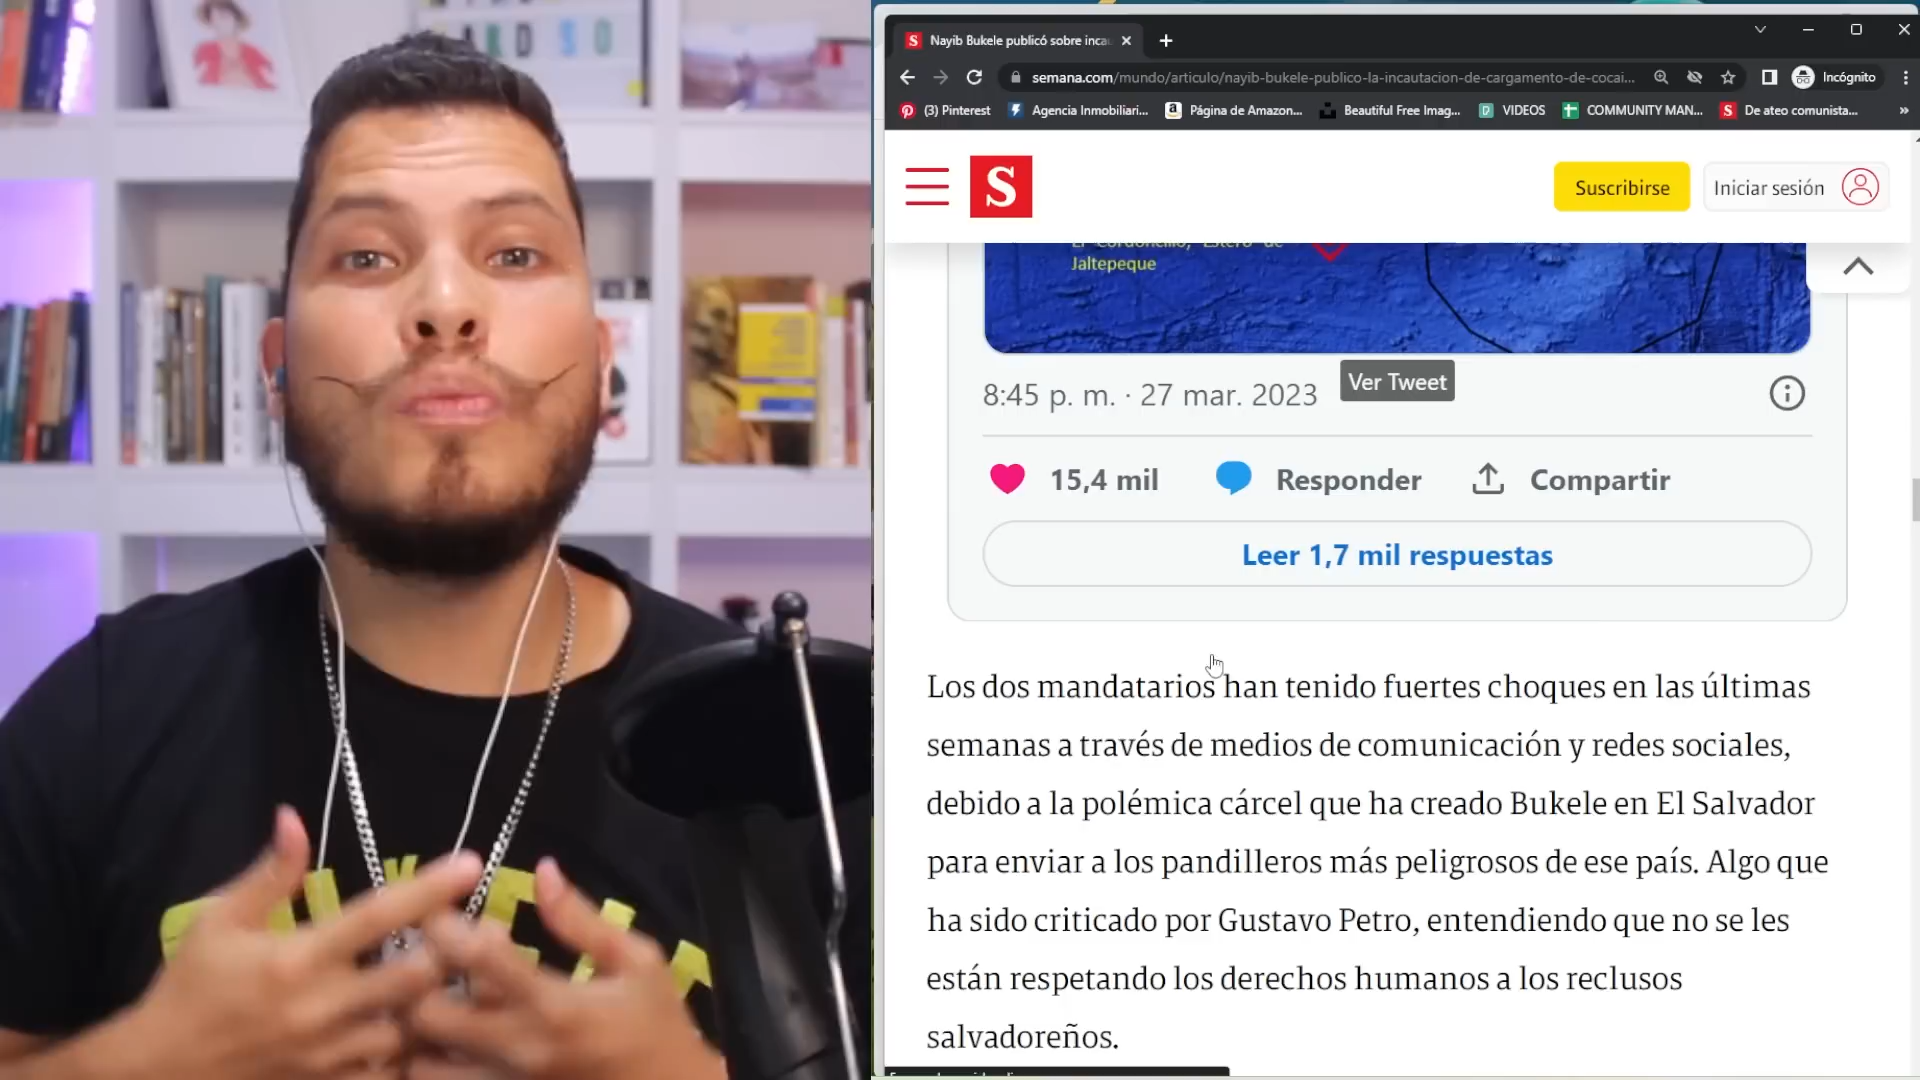 Nayib Bukele publicó sobre inca
semana.com/mundo/articulo/nayib-bukele-publico-la-incautacion-de-cargamento-de-cocai...
Incógnito
(3) Pinterest
Agencia Inmobiliari...
Página de Amazon...
Beautiful Free Imag...
VIDEOS
COMMUNITY MAN...
De ateo comunista...
»
S
Suscribirse
Iniciar sesión
El Cordoncillo, Estero de
Jaltepeque
8:45 p. m. · 27 mar. 2023
Ver Tweet
15,4 mil
Responder
Compartir
Leer 1,7 mil respuestas
Los dos mandatarios han tenido fuertes choques en las últimas
semanas a través de medios de comunicación y redes sociales,
debido a la polémica cárcel que ha creado Bukele en El Salvador
para enviar a los pandilleros más peligrosos de ese país. Algo que
ha sido criticado por Gustavo Petro, entendiendo que no se les
están respetando los derechos humanos a los reclusos
salvadoreños.